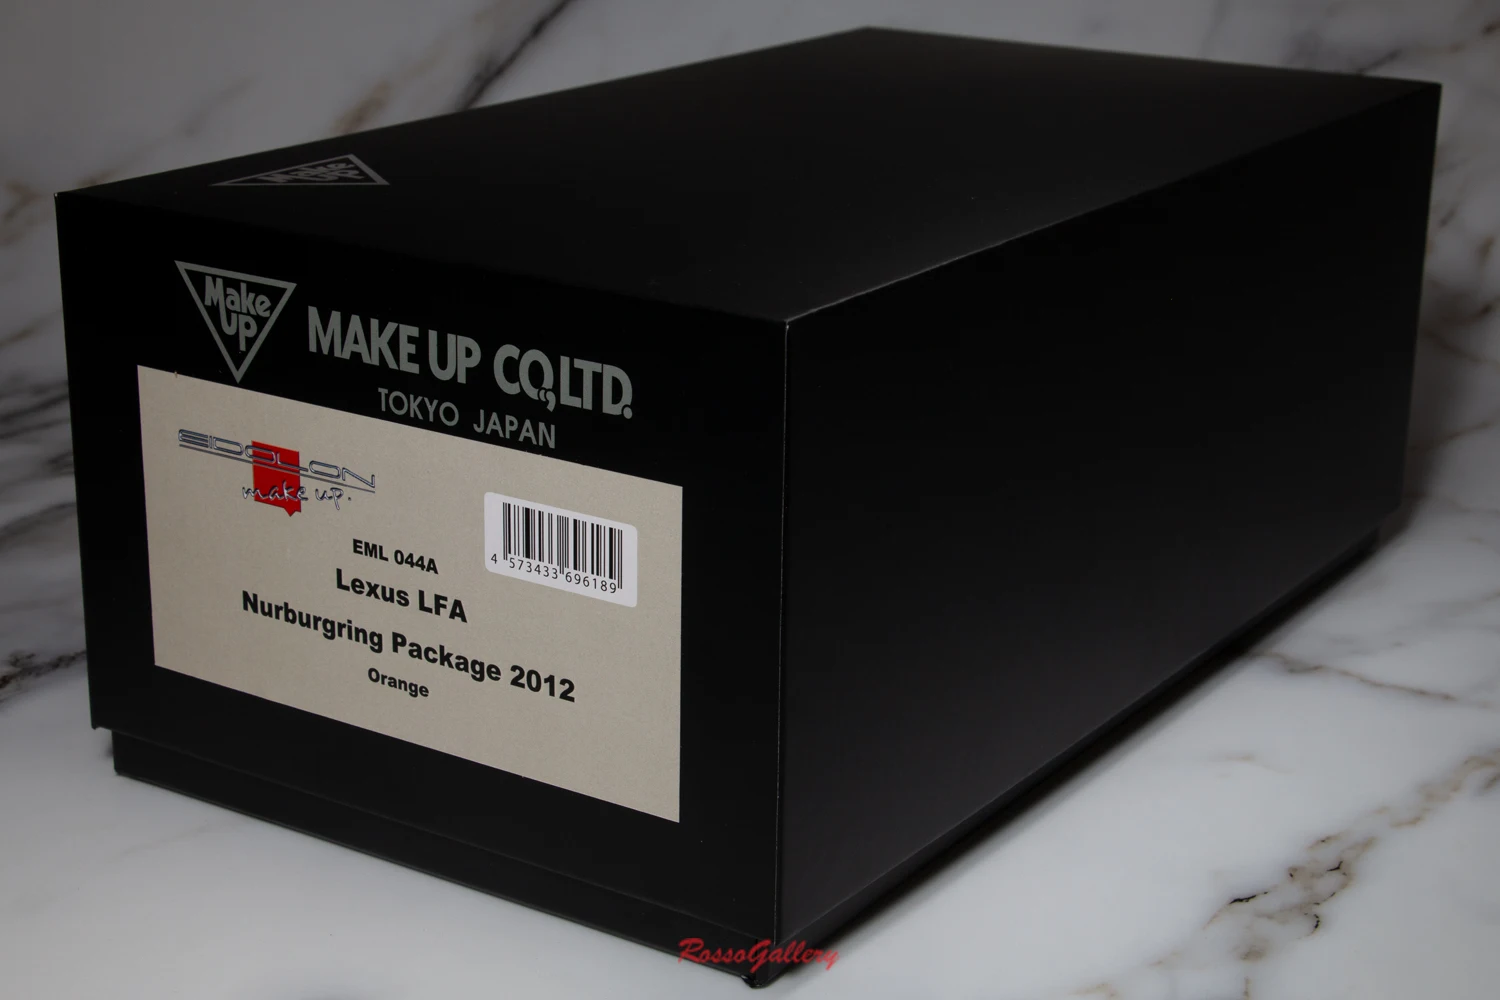 Make UP
Make UP
MAKE UP CO.,LTD.
TOKYO JAPAN
EIDOLON
make up.
EML 044A
4 573433 696189
Lexus LFA
Nurburgring Package 2012
Orange
RossoGallery